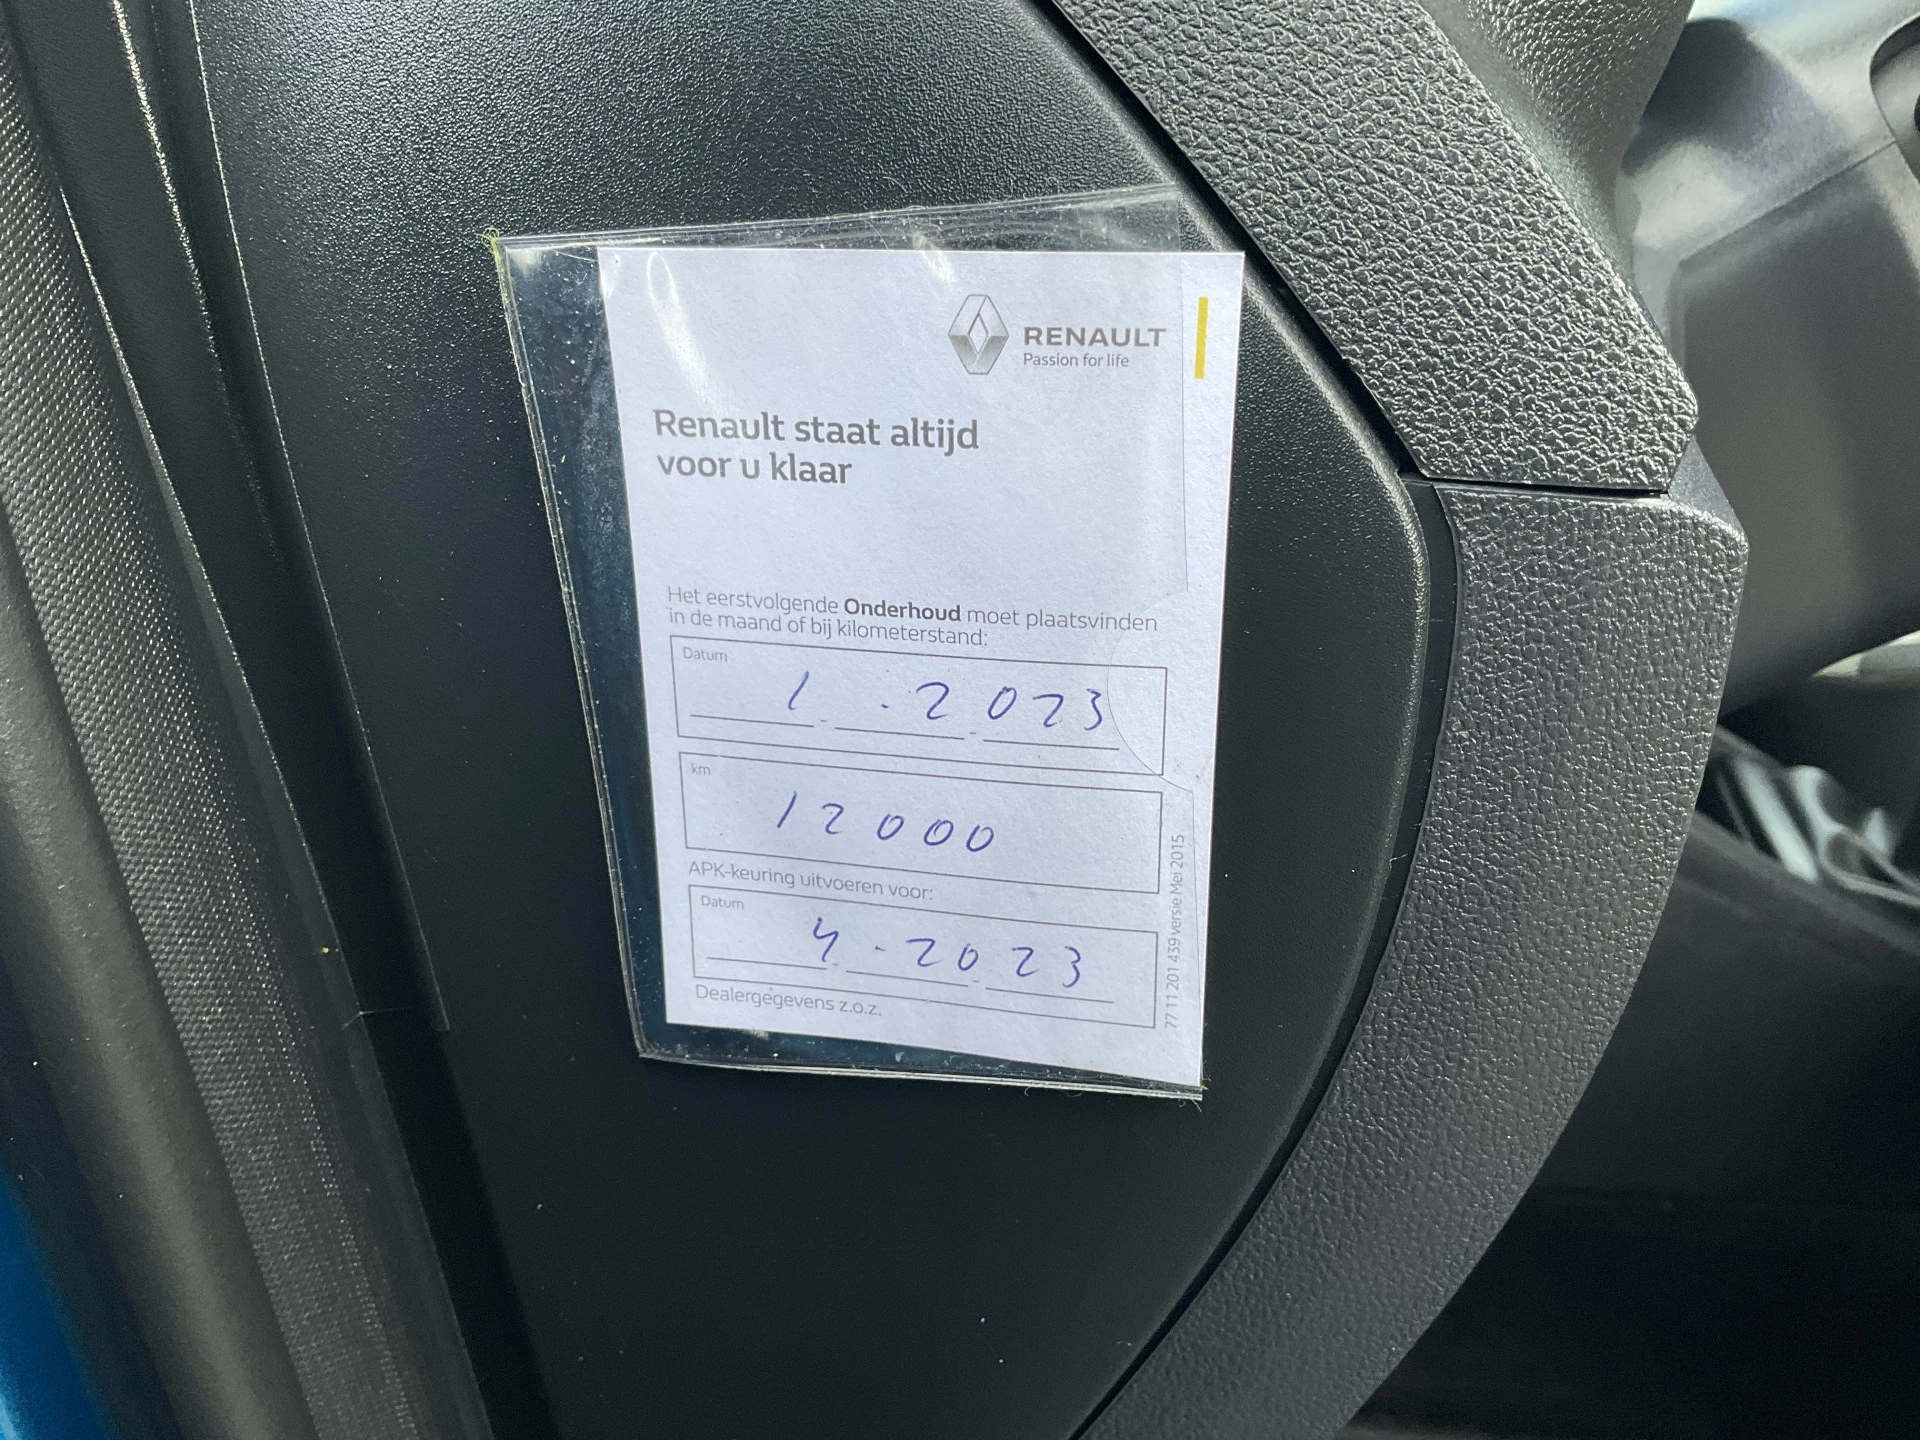 RENAULT
Passion for life
Renault staat altijd
voor u klaar
Het eerstvolgende Onderhoud moet plaatsvinden
in de maand of bij kilometerstand:
Datum
1 - 2023
km
12000
APK-keuring uitvoeren voor:
Datum
4 - 2023
Dealergegevens z.o.z.
77 11 201 439 versie Mei 2015